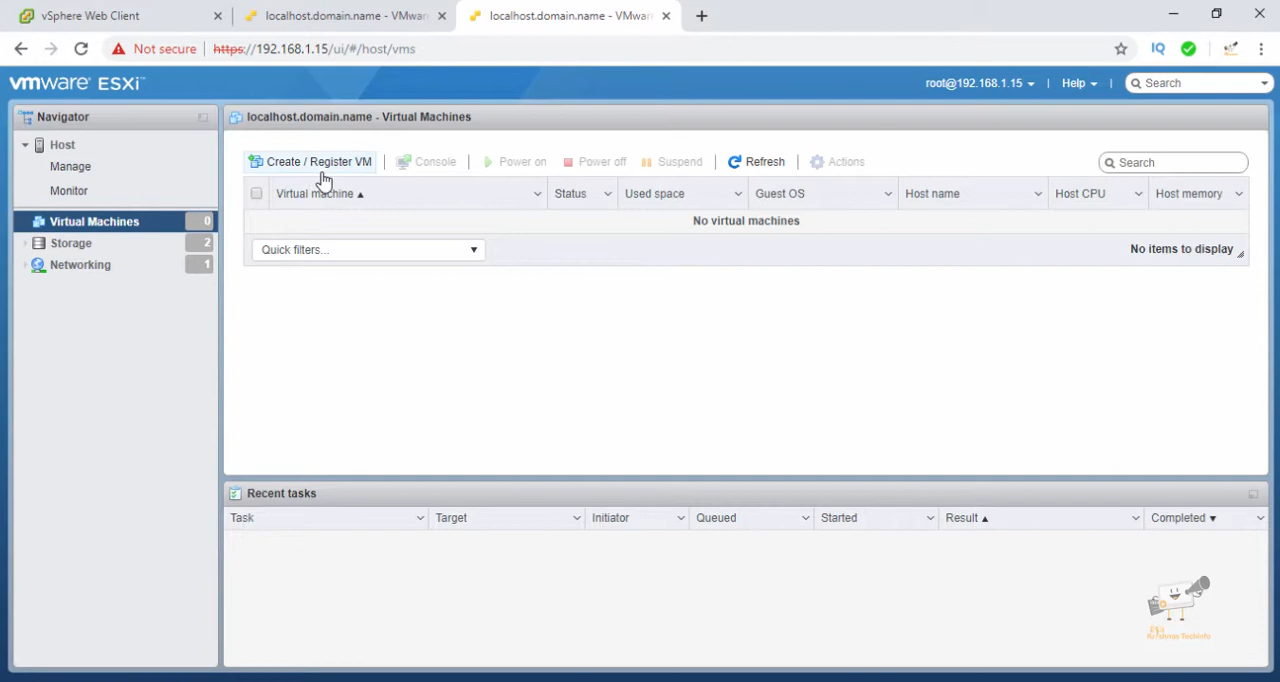 vSphere Web Client
localhost.domain.name - VMwar
localhost.domain.name - VMwar
Not secure
https://192.168.1.15/ui/#/host/vms
IQ
vmware ESXi
root@192.168.1.15
Help
Search
Navigator
Host
Manage
Monitor
Virtual Machines 0
Storage 2
Networking 1
localhost.domain.name - Virtual Machines
Create / Register VM
Console
Power on
Power off
Suspend
Refresh
Actions
Search
Virtual machine
Status
Used space
Guest OS
Host name
Host CPU
Host memory
No virtual machines
Quick filters...
No items to display
Recent tasks
Task
Target
Initiator
Queued
Started
Result
Completed
Krishnas TechInfo